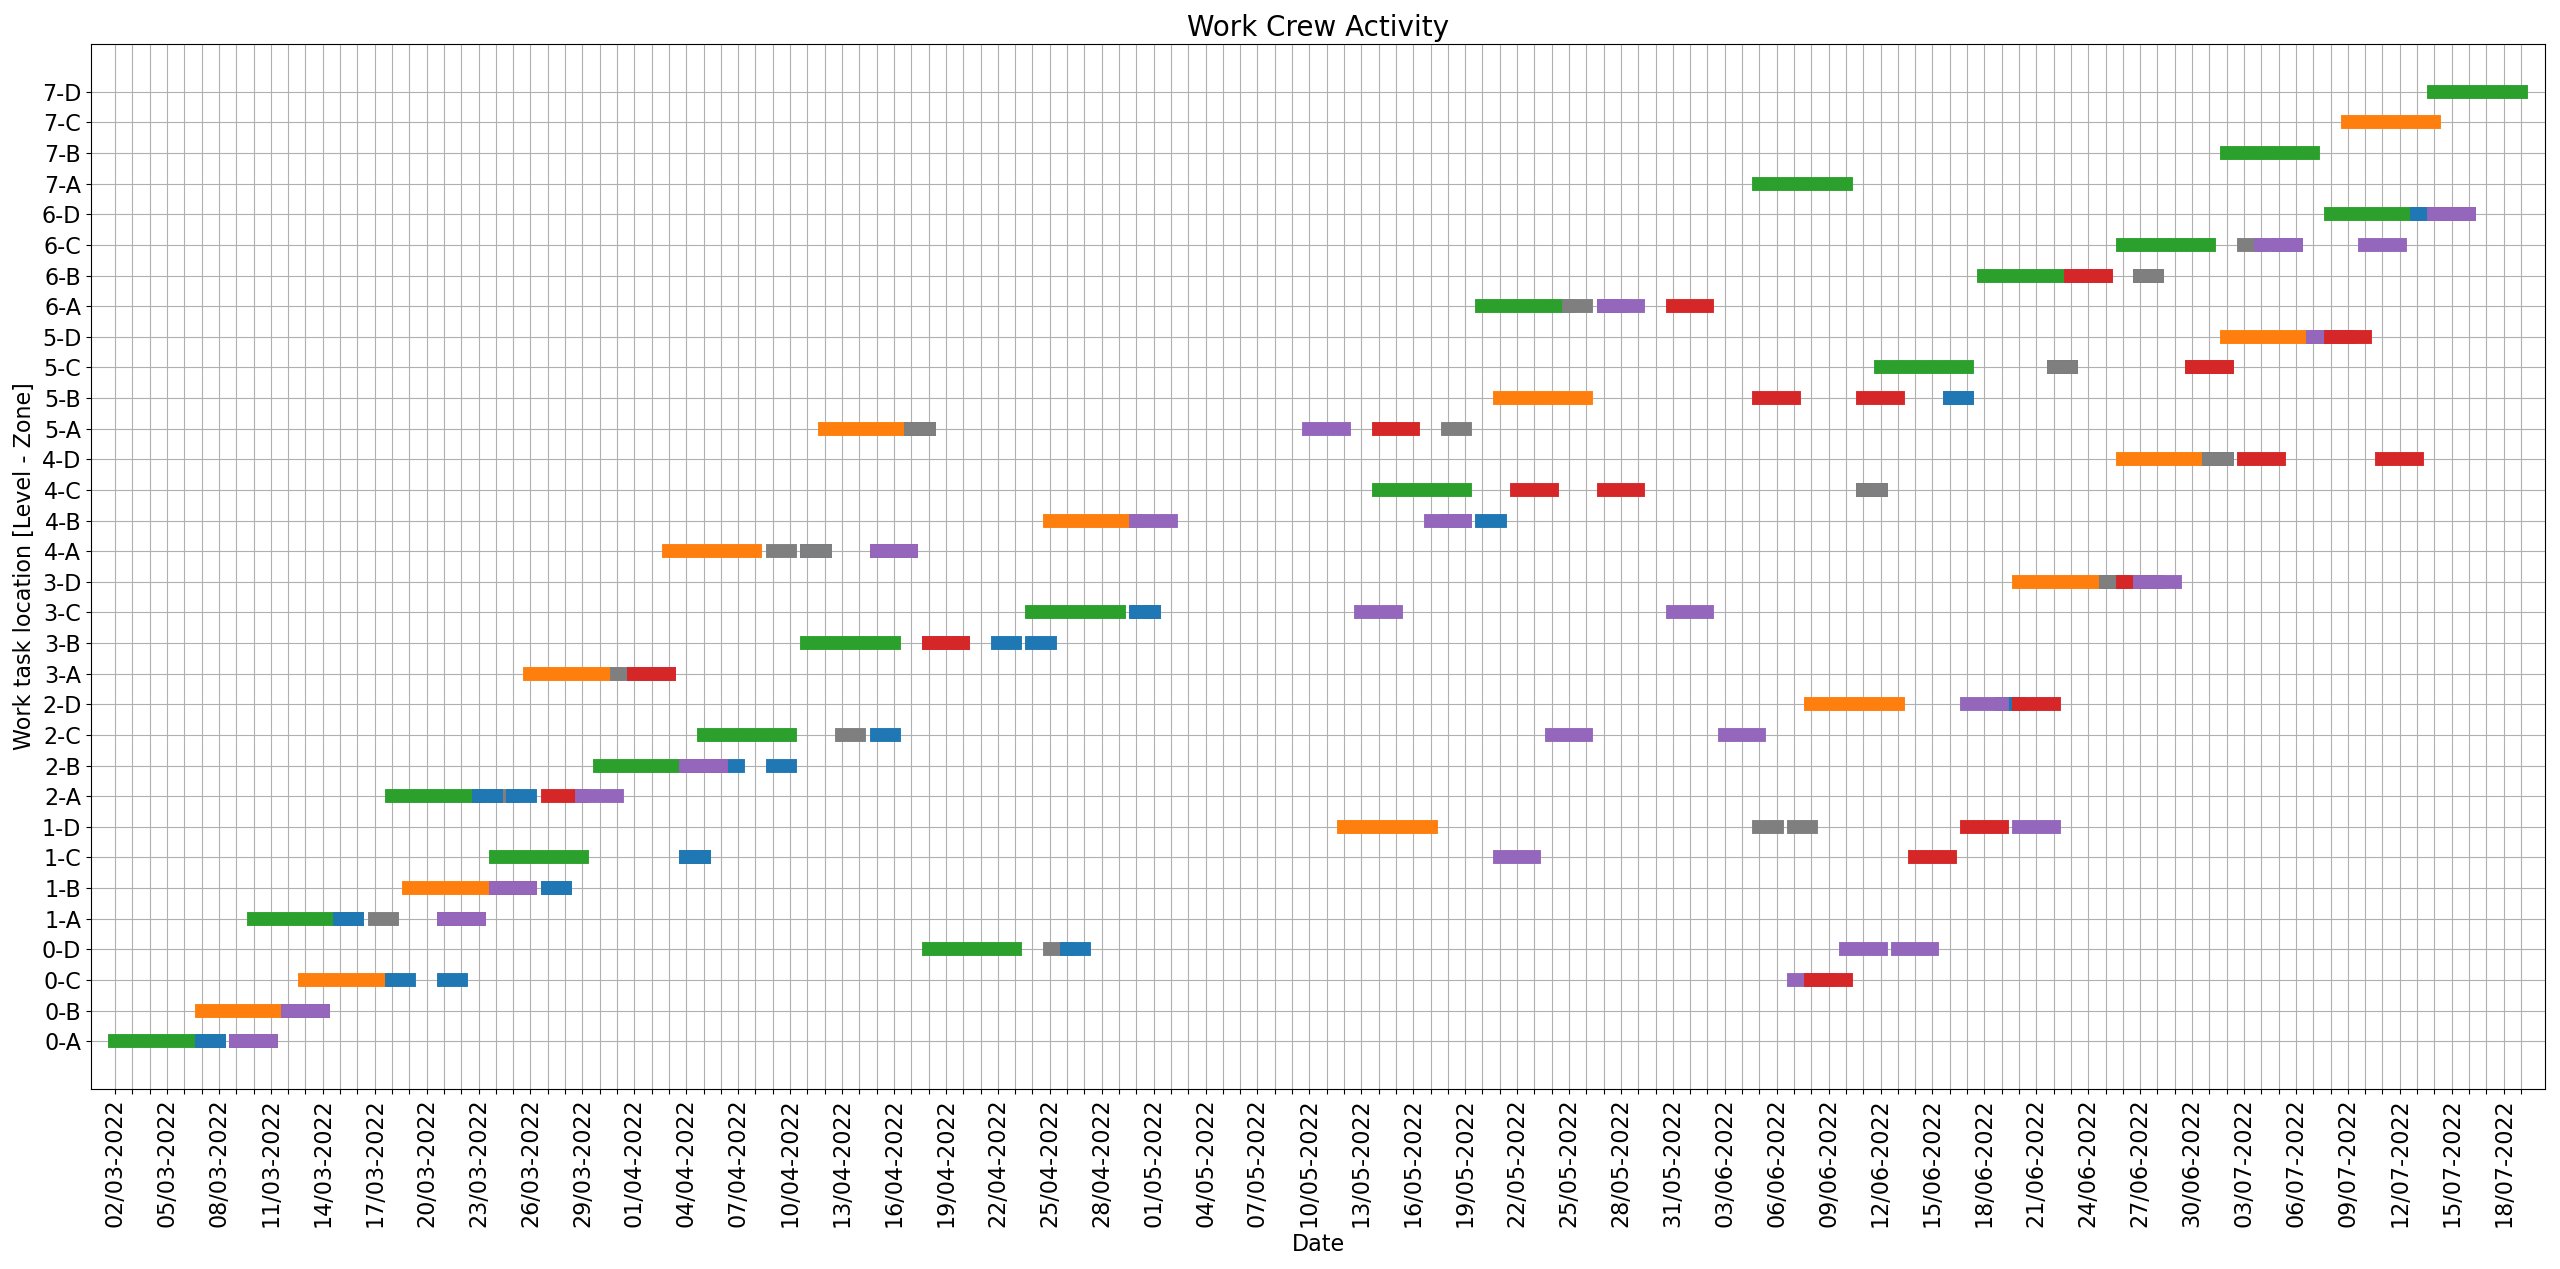 Work Crew Activity
Work task location [Level - Zone]
7-D
7-C
7-B
7-A
6-D
6-C
6-B
6-A
5-D
5-C
5-B
5-A
4-D
4-C
4-B
4-A
3-D
3-C
3-B
3-A
2-D
2-C
2-B
2-A
1-D
1-C
1-B
1-A
0-D
0-C
0-B
0-A
02/03-2022
05/03-2022
08/03-2022
11/03-2022
14/03-2022
17/03-2022
20/03-2022
23/03-2022
26/03-2022
29/03-2022
01/04-2022
04/04-2022
07/04-2022
10/04-2022
13/04-2022
16/04-2022
19/04-2022
22/04-2022
25/04-2022
28/04-2022
01/05-2022
04/05-2022
07/05-2022
10/05-2022
13/05-2022
16/05-2022
19/05-2022
22/05-2022
25/05-2022
28/05-2022
31/05-2022
03/06-2022
06/06-2022
09/06-2022
12/06-2022
15/06-2022
18/06-2022
21/06-2022
24/06-2022
27/06-2022
30/06-2022
03/07-2022
06/07-2022
09/07-2022
12/07-2022
15/07-2022
18/07-2022
Date